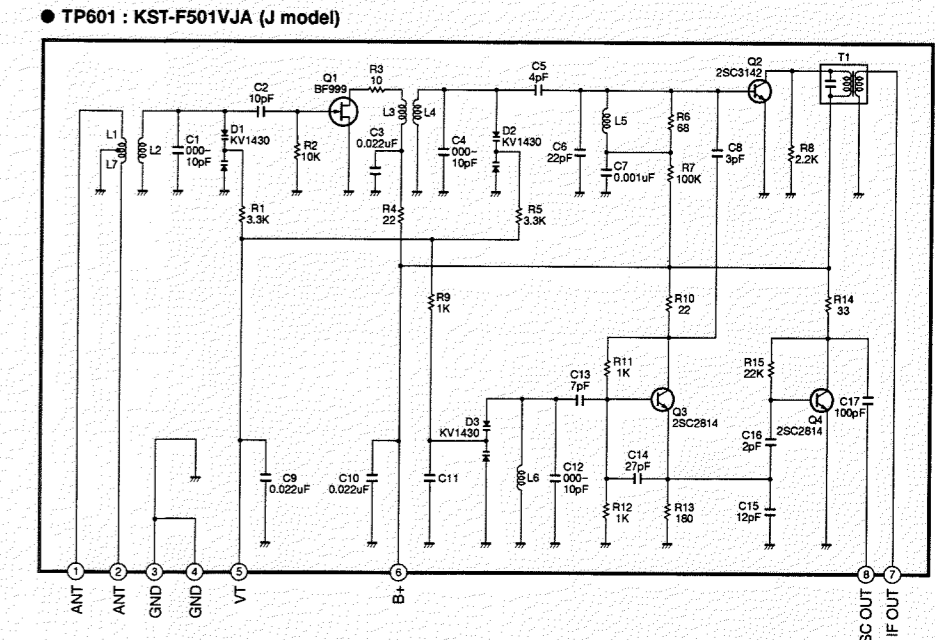 ● TP601 : KST-F501VJA (J model)
L1
L7
L2
C1
000~
10pF
D1
KV1430
C2
10pF
R2
10K
Q1
BF999
R3
10
C3
0.022uF
L3
L4
C4
000~
10pF
D2
KV1430
C5
4pF
C6
22pF
L5
C7
0.001uF
R6
68
R7
100K
C8
3pF
Q2
2SC3142
R8
2.2K
T1
R1
3.3K
R4
22
R5
3.3K
R9
1K
R10
22
R14
33
R11
1K
R15
22K
C13
7pF
Q3
2SC2814
Q4
2SC2814
C17
100pF
D3
KV1430
C16
2pF
C14
27pF
C9
0.022uF
C10
0.022uF
C11
L6
C12
000~
10pF
R12
1K
R13
180
C15
12pF
1
2
3
4
5
6
8
7
ANT
ANT
GND
GND
VT
B+
SC OUT
IF OUT